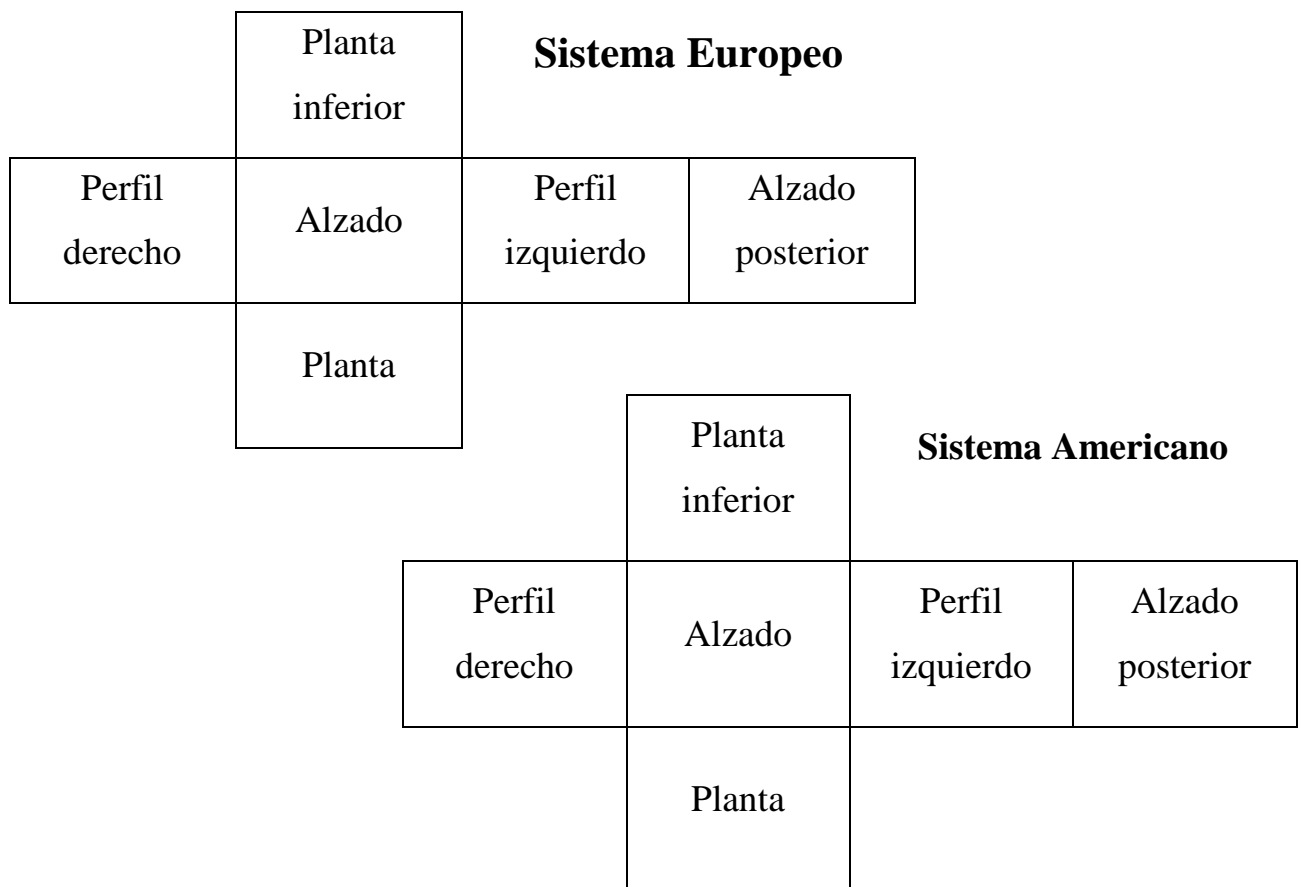 Planta
inferior
Sistema Europeo
Perfil
derecho
Alzado
Perfil
izquierdo
Alzado
posterior
Planta
Planta
inferior
Sistema Americano
Perfil
derecho
Alzado
Perfil
izquierdo
Alzado
posterior
Planta